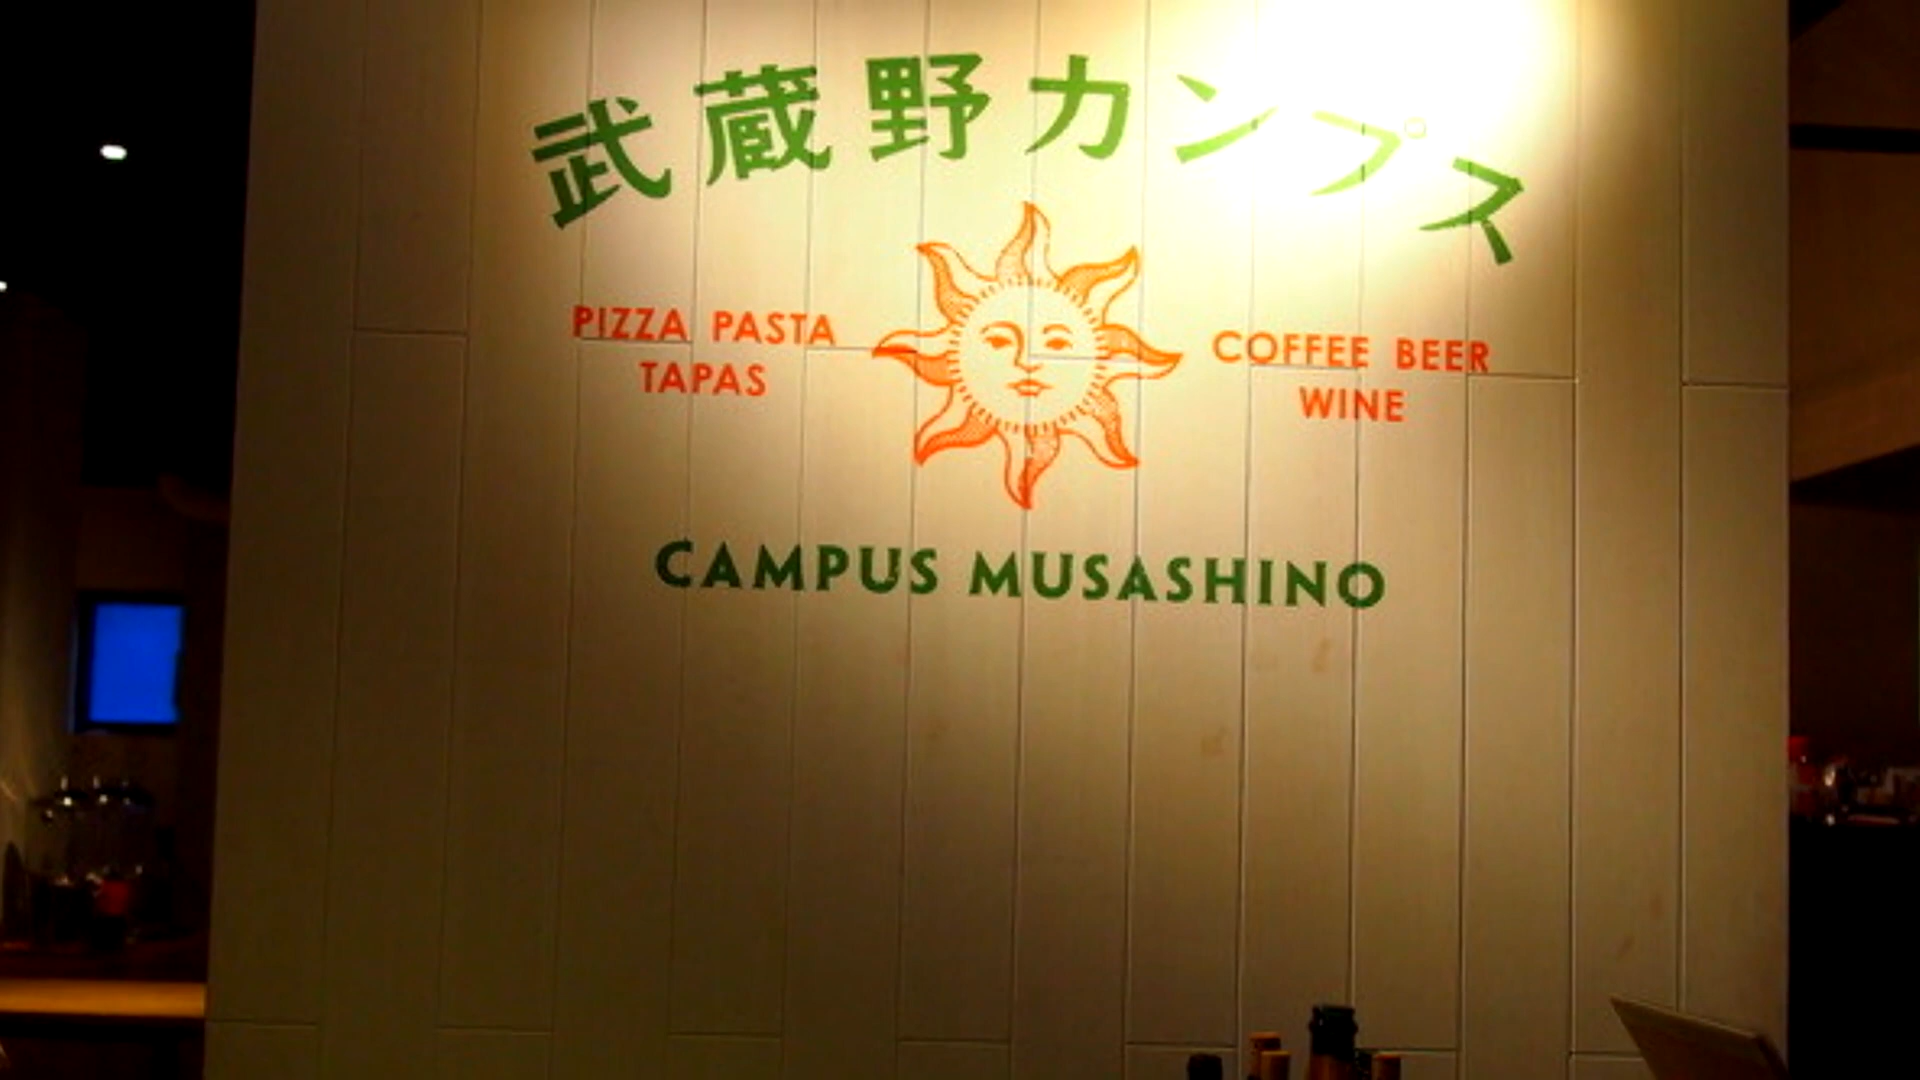 武蔵野カンプス
PIZZA PASTA
TAPAS
COFFEE BEER
WINE
CAMPUS MUSASHINO